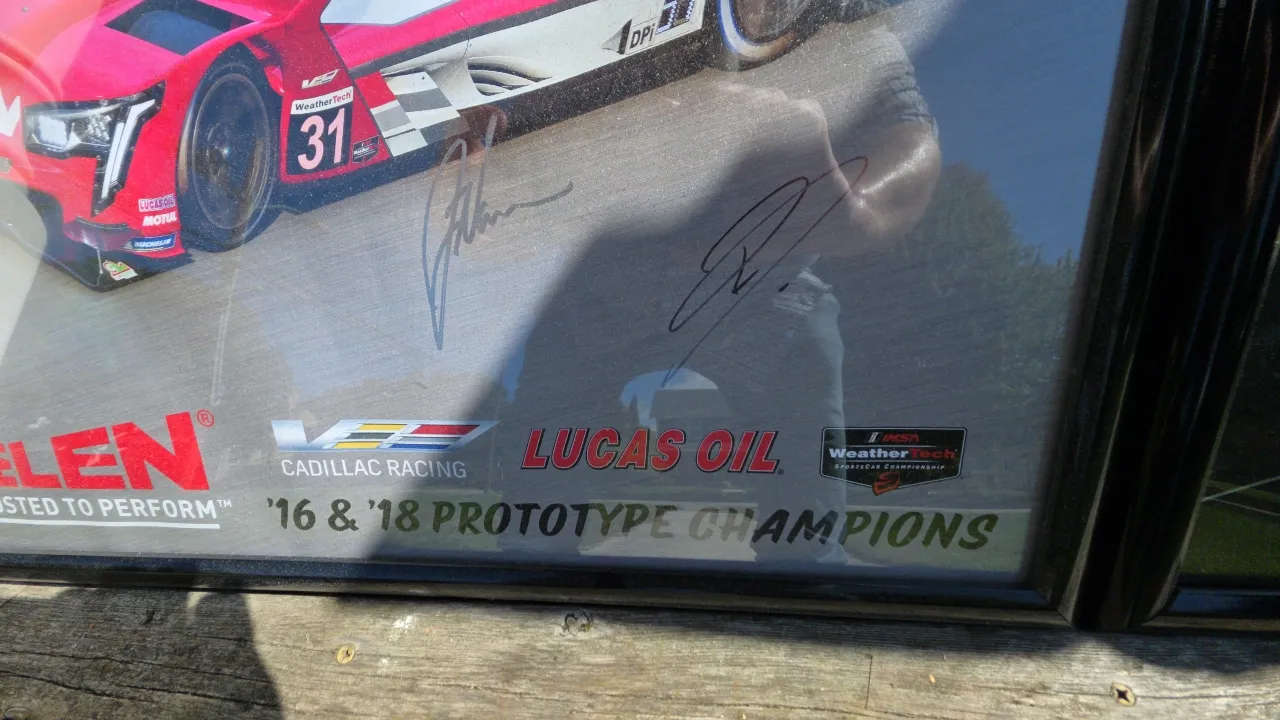 DPi
WeatherTech
31
LUCAS OIL
MOTUL
MICHELIN
ELEN®
USTED TO PERFORM™
CADILLAC RACING
LUCAS OIL
IMSA
WeatherTech®
SPORTSCAR CHAMPIONSHIP
'16 & '18 PROTOTYPE CHAMPIONS